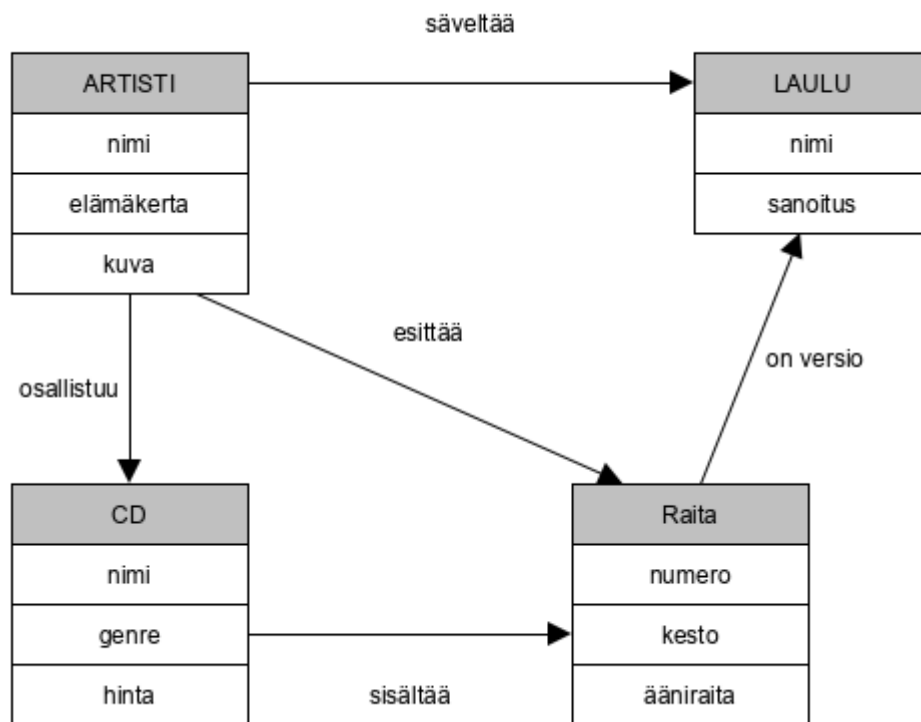 säveltää
ARTISTI
nimi
elämäkerta
kuva
LAULU
nimi
sanoitus
esittää
on versio
osallistuu
CD
nimi
genre
hinta
sisältää
Raita
numero
kesto
ääniraita